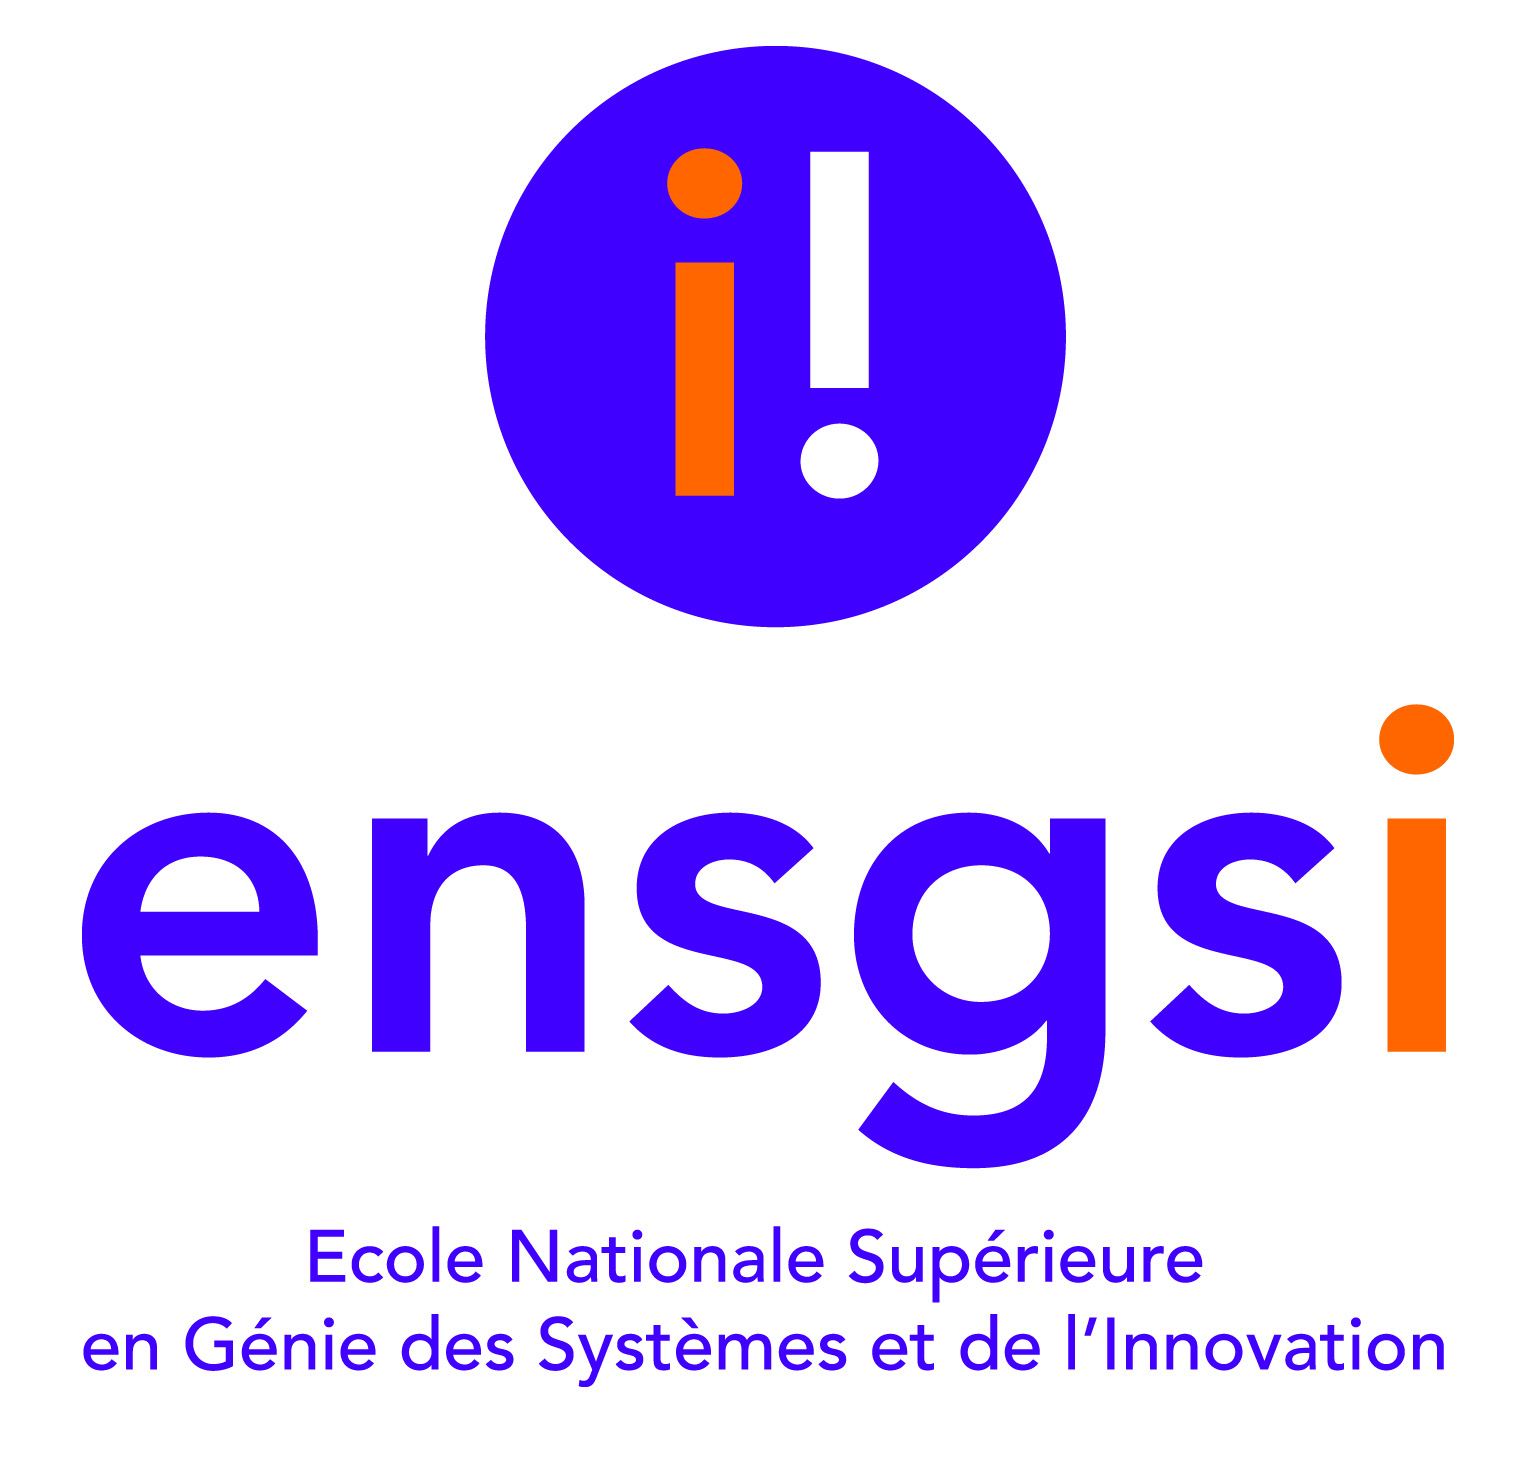 i!
ensgsi
Ecole Nationale Supérieure
en Génie des Systèmes et de l’Innovation